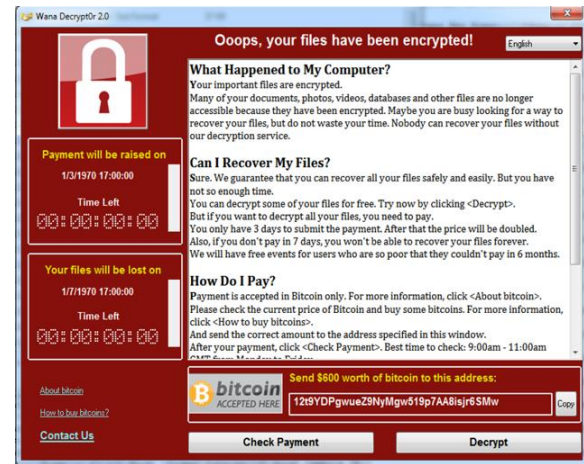 Wana Decrypt0r 2.0
Ooops, your files have been encrypted!
English
Payment will be raised on
1/3/1970 17:00:00
Time Left
00:00:00:00
Your files will be lost on
1/7/1970 17:00:00
Time Left
00:00:00:00
About bitcoin
How to buy bitcoins?
Contact Us
What Happened to My Computer?
Your important files are encrypted.
Many of your documents, photos, videos, databases and other files are no longer
accessible because they have been encrypted. Maybe you are busy looking for a way to
recover your files, but do not waste your time. Nobody can recover your files without
our decryption service.
Can I Recover My Files?
Sure. We guarantee that you can recover all your files safely and easily. But you have
not so enough time.
You can decrypt some of your files for free. Try now by clicking <Decrypt>.
But if you want to decrypt all your files, you need to pay.
You only have 3 days to submit the payment. After that the price will be doubled.
Also, if you don't pay in 7 days, you won't be able to recover your files forever.
We will have free events for users who are so poor that they couldn't pay in 6 months.
How Do I Pay?
Payment is accepted in Bitcoin only. For more information, click <About bitcoin>.
Please check the current price of Bitcoin and buy some bitcoins. For more information,
click <How to buy bitcoins>.
And send the correct amount to the address specified in this window.
After your payment, click <Check Payment>. Best time to check: 9:00am - 11:00am
GMT from Monday to Friday.
bitcoin
ACCEPTED HERE
Send $600 worth of bitcoin to this address:
12t9YDPgwueZ9NyMgw519p7AA8isjr6SMw
Copy
Check Payment
Decrypt